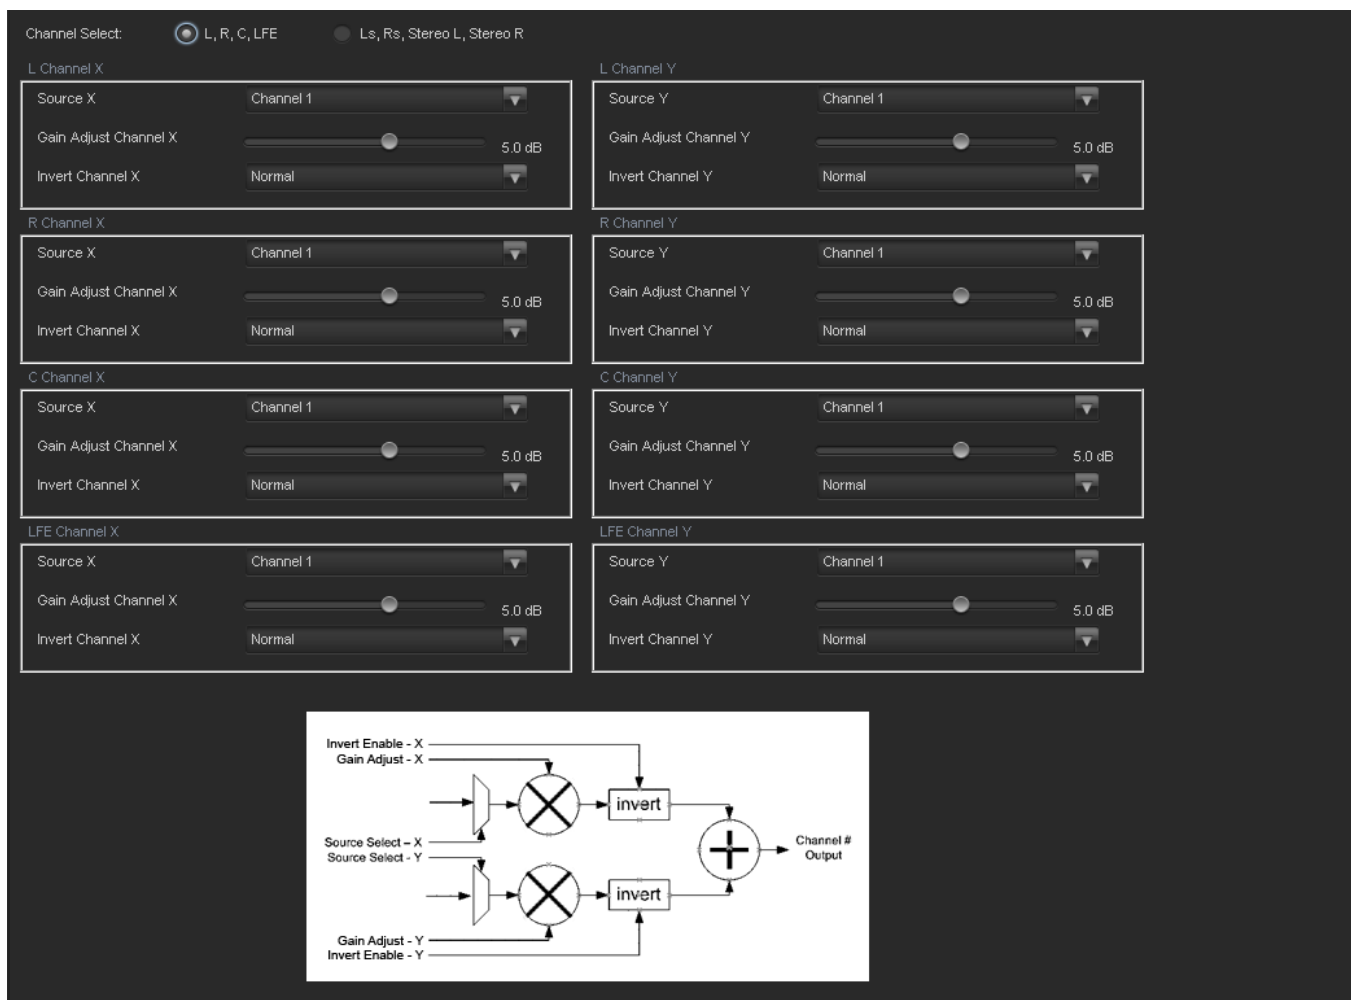 Channel Select: L, R, C, LFE Ls, Rs, Stereo L, Stereo R
L Channel X
Source X Channel 1
Gain Adjust Channel X 5.0 dB
Invert Channel X Normal
L Channel Y
Source Y Channel 1
Gain Adjust Channel Y 5.0 dB
Invert Channel Y Normal
R Channel X
Source X Channel 1
Gain Adjust Channel X 5.0 dB
Invert Channel X Normal
R Channel Y
Source Y Channel 1
Gain Adjust Channel Y 5.0 dB
Invert Channel Y Normal
C Channel X
Source X Channel 1
Gain Adjust Channel X 5.0 dB
Invert Channel X Normal
C Channel Y
Source Y Channel 1
Gain Adjust Channel Y 5.0 dB
Invert Channel Y Normal
LFE Channel X
Source X Channel 1
Gain Adjust Channel X 5.0 dB
Invert Channel X Normal
LFE Channel Y
Source Y Channel 1
Gain Adjust Channel Y 5.0 dB
Invert Channel Y Normal
Invert Enable - X
Gain Adjust - X
invert
Source Select – X
Source Select - Y
Channel #
Output
invert
Gain Adjust - Y
Invert Enable - Y